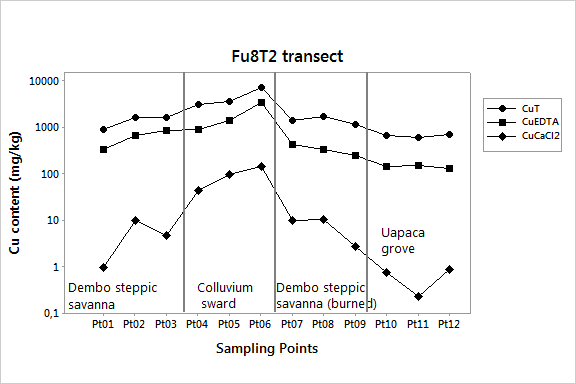 Fu8T2 transect
Cu content (mg/kg)
10000
1000
100
10
1
0,1
CuT
CuEDTA
CuCaCl2
Dembo steppic
savanna
Colluvium
sward
Dembo steppic
savanna (burned)
Uapaca
grove
Pt01 Pt02 Pt03 Pt04 Pt05 Pt06 Pt07 Pt08 Pt09 Pt10 Pt11 Pt12
Sampling Points